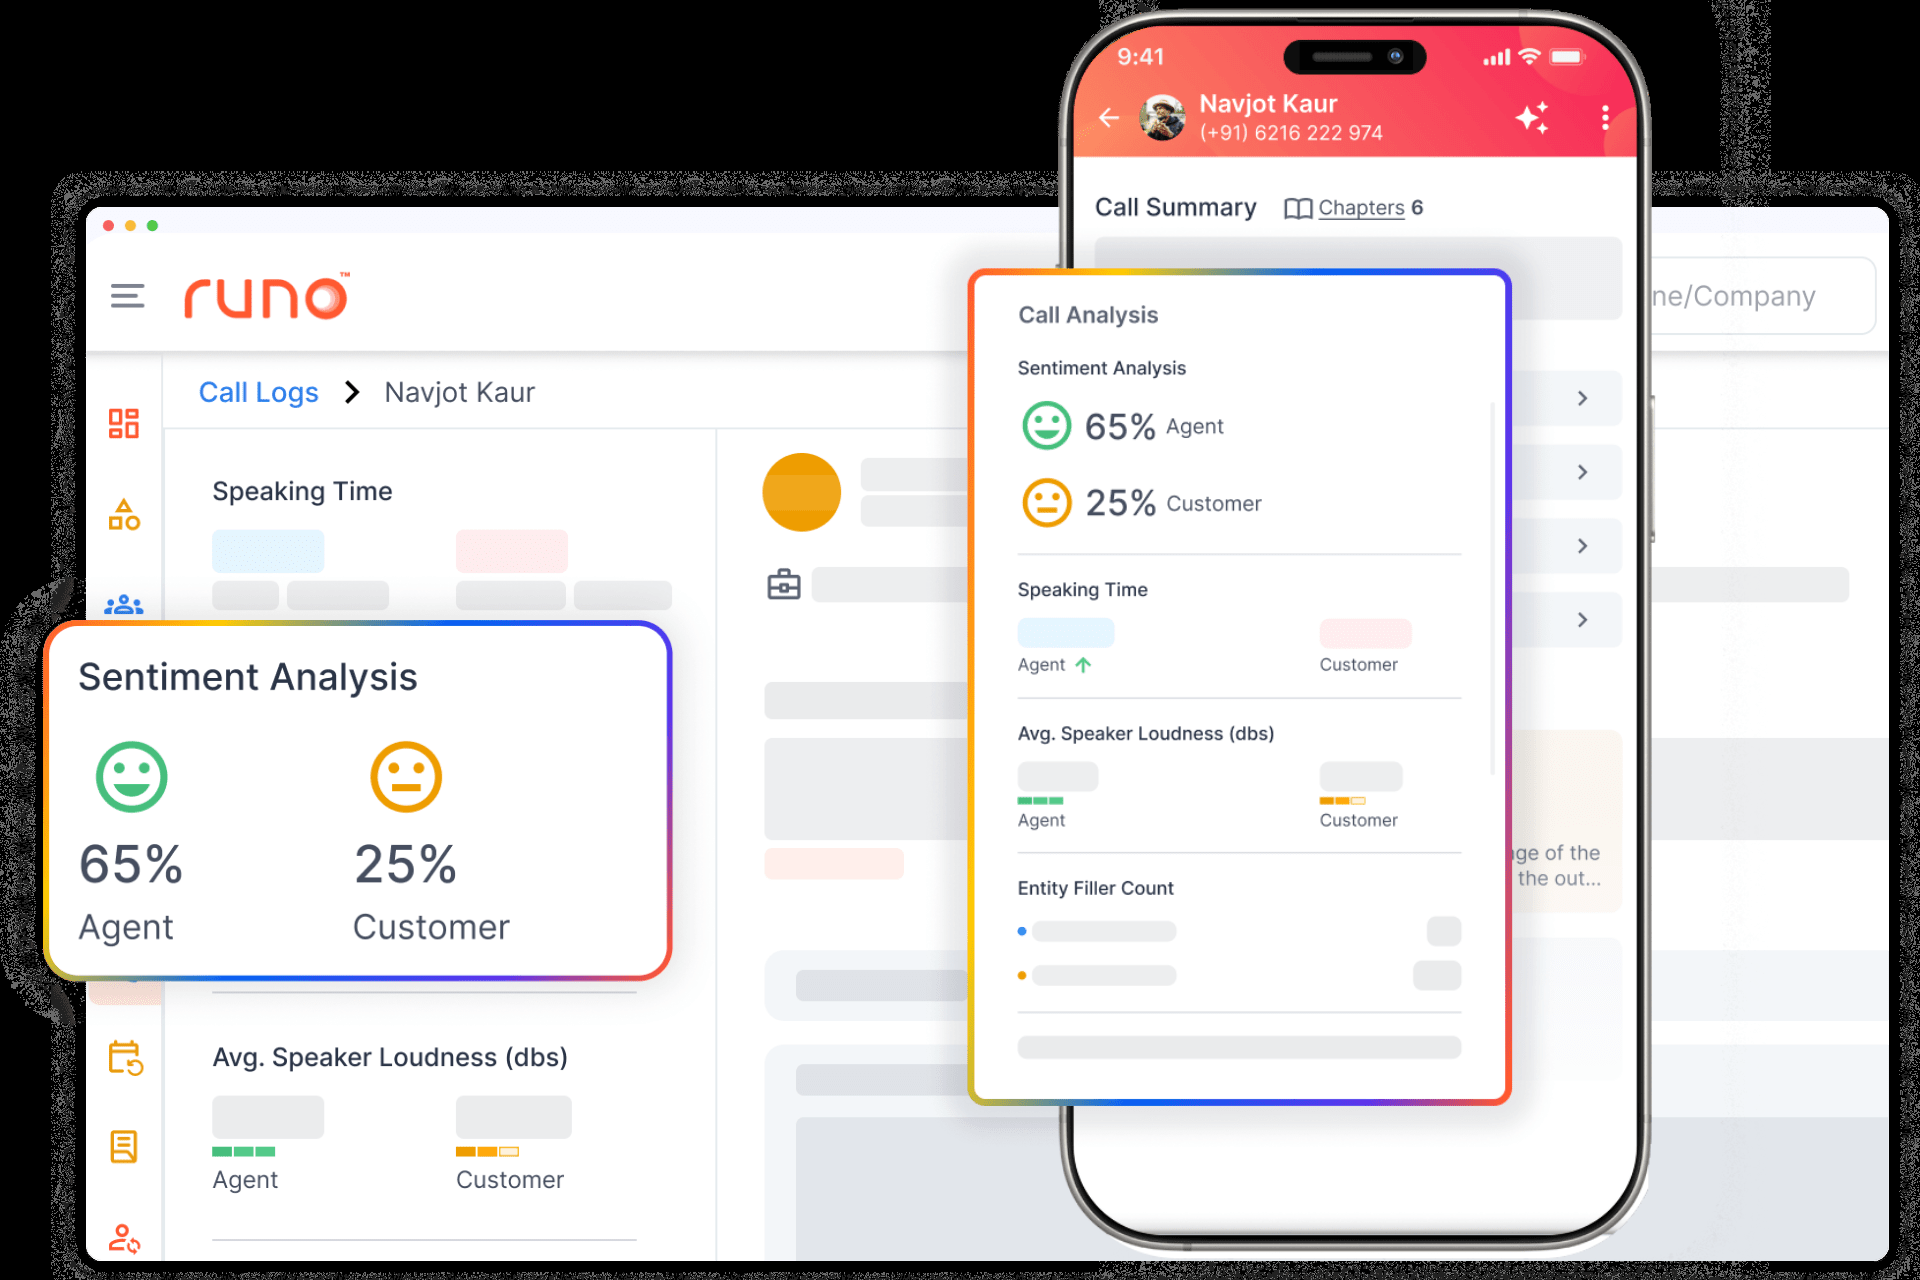 runo™
Call Logs > Navjot Kaur
Speaking Time
Sentiment Analysis
65%
Agent
25%
Customer
Avg. Speaker Loudness (dbs)
Agent
Customer
9:41
Navjot Kaur
(+91) 6216 222 974
Call Summary
Chapters 6
Call Analysis
Sentiment Analysis
65% Agent
25% Customer
Speaking Time
Agent
Customer
Avg. Speaker Loudness (dbs)
Agent
Customer
Entity Filler Count
of the
the out...
/Company